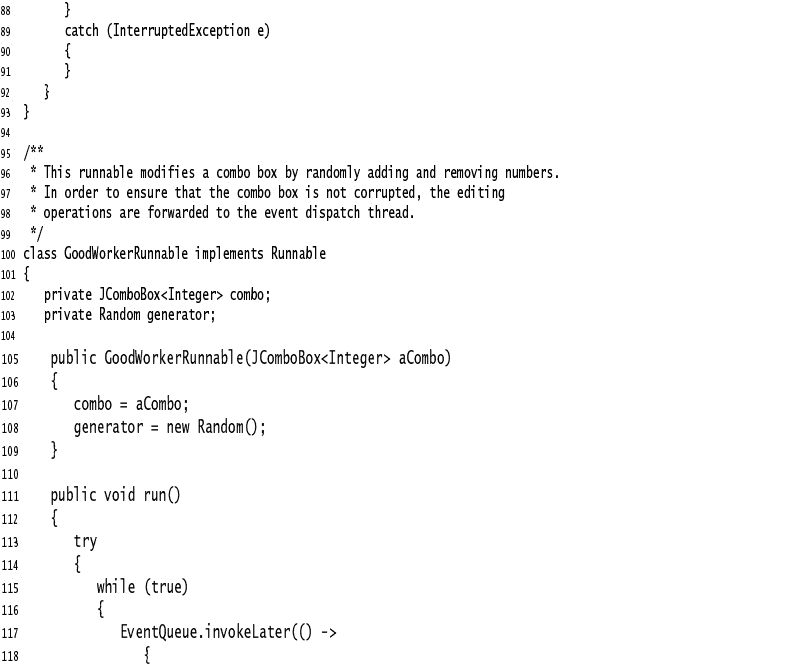 88 }
89 catch (InterruptedException e)
90 {
91 }
92 }
93 }
94
95 /**
96 * This runnable modifies a combo box by randomly adding and removing numbers.
97 * In order to ensure that the combo box is not corrupted, the editing
98 * operations are forwarded to the event dispatch thread.
99 */
100 class GoodWorkerRunnable implements Runnable
101 {
102 private JComboBox<Integer> combo;
103 private Random generator;
104
105 public GoodWorkerRunnable(JComboBox<Integer> aCombo)
106 {
107 combo = aCombo;
108 generator = new Random();
109 }
110
111 public void run()
112 {
113 try
114 {
115 while (true)
116 {
117 EventQueue.invokeLater(() ->
118 {